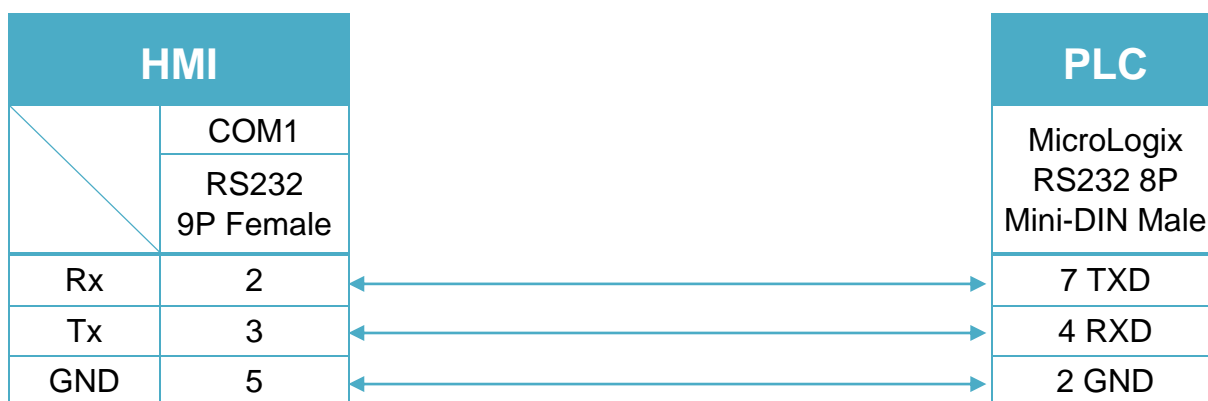 HMI
PLC
COM1
RS232
9P Female
MicroLogix
RS232 8P
Mini-DIN Male
Rx 2 7 TXD
Tx 3 4 RXD
GND 5 2 GND